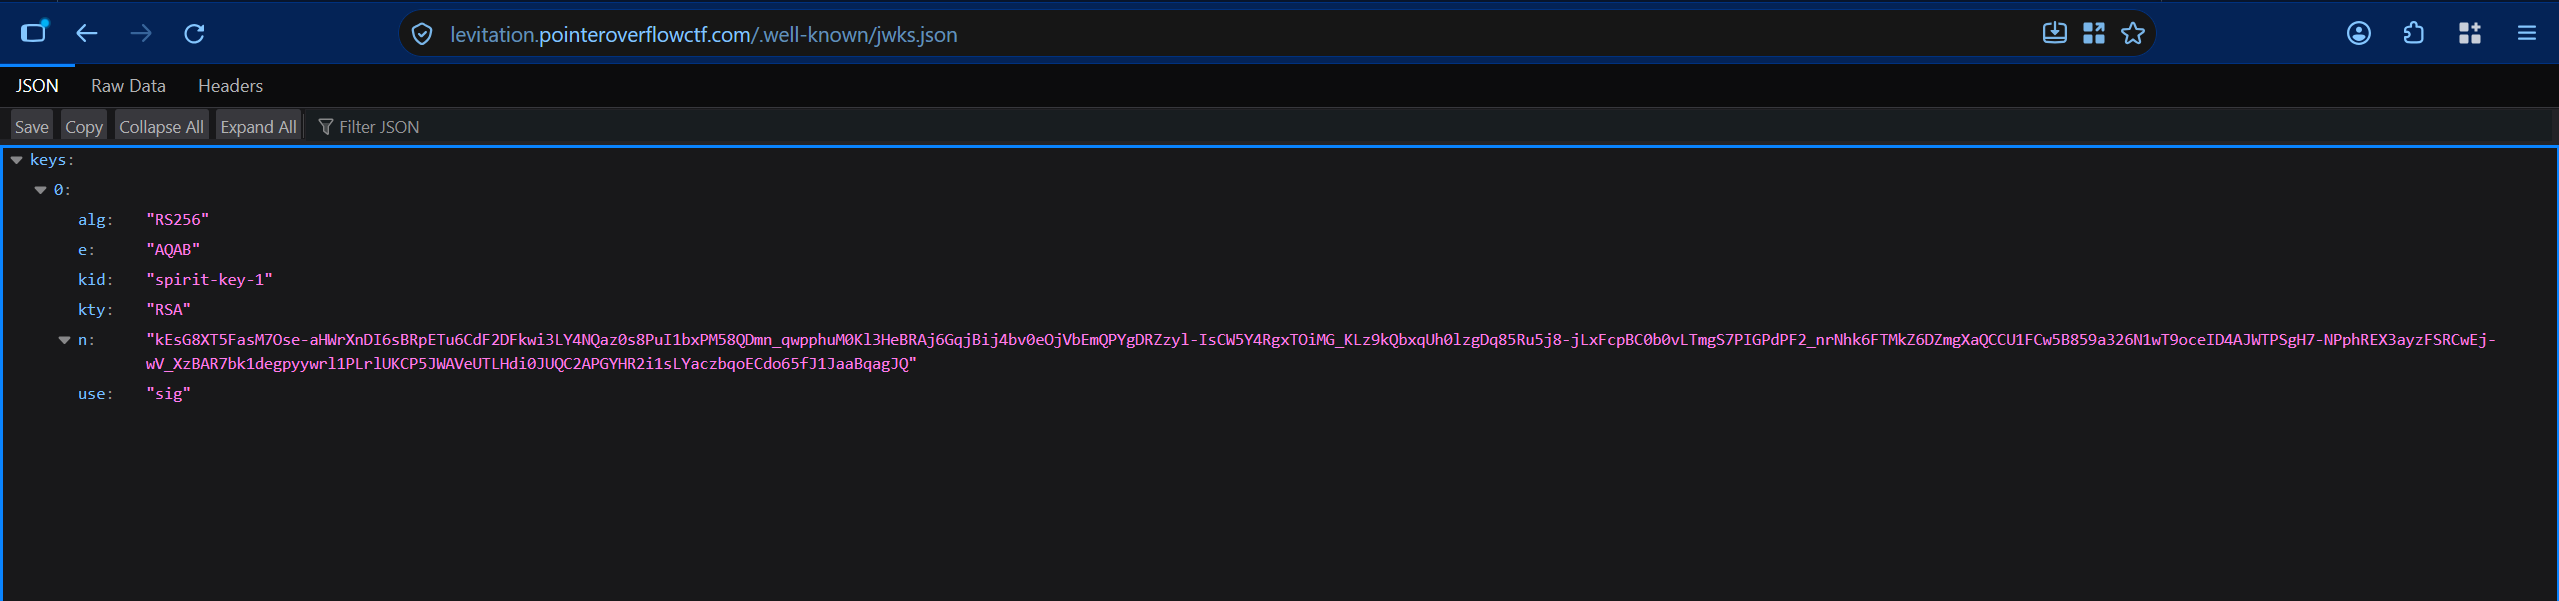 levitation.pointeroverflowctf.com/.well-known/jwks.json
JSON Raw Data Headers
Save Copy Collapse All Expand All Filter JSON
keys:
0:
alg: "RS256"
e: "AQAB"
kid: "spirit-key-1"
kty: "RSA"
n: "kEsG8XT5FasM7Ose-aHWrXnDI6sBRpETu6CdF2DFkwi3LY4NQaz0s8PuI1bxPM58QDmn_qwpphuM0Kl3HeBRAj6GqjBij4bv0eOjVbEmQPYgDRZzyl-IsCW5Y4RgxTOiMG_KLz9kQbxqUh0lzgDq85Ru5j8-jLxFcpBC0b0vLTmgS7PIGPdPF2_nrNhk6FTMkZ6DZmgXaQCCU1FCw5B859a326N1wT9oceID4AJWTPSgH7-NPphREX3ayzFSRCwEj-
wV_XzBAR7bk1degpyywrl1PLrlUKCP5JWAVeUTLHdi0JUQC2APGYHR2i1sLYaczbqoECdo65fJ1JaaBqagJQ"
use: "sig"